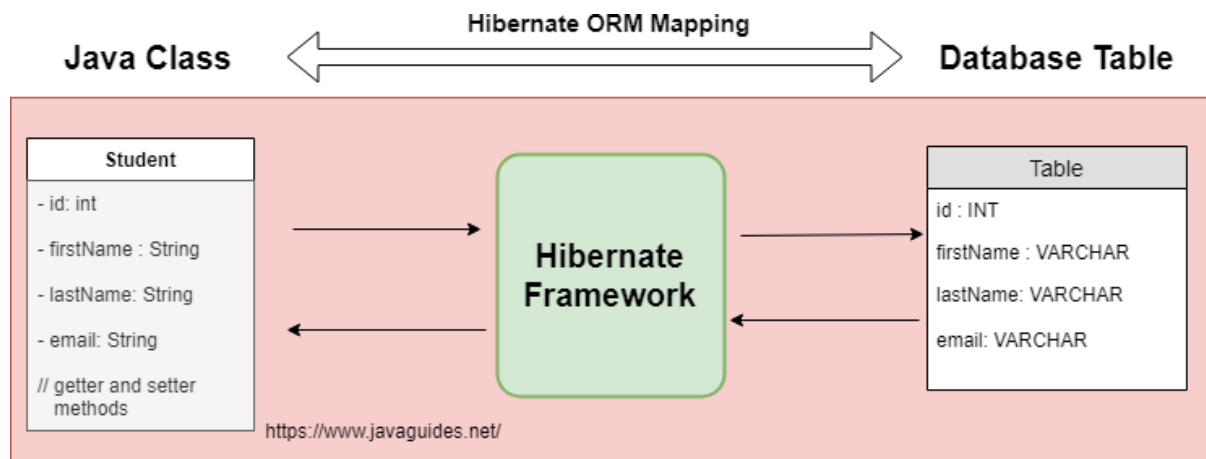 Hibernate ORM Mapping
Java Class
Database Table
Student
- id: int
- firstName : String
- lastName: String
- email: String
// getter and setter
methods
Hibernate
Framework
Table
id : INT
firstName : VARCHAR
lastName: VARCHAR
email: VARCHAR
https://www.javaguides.net/